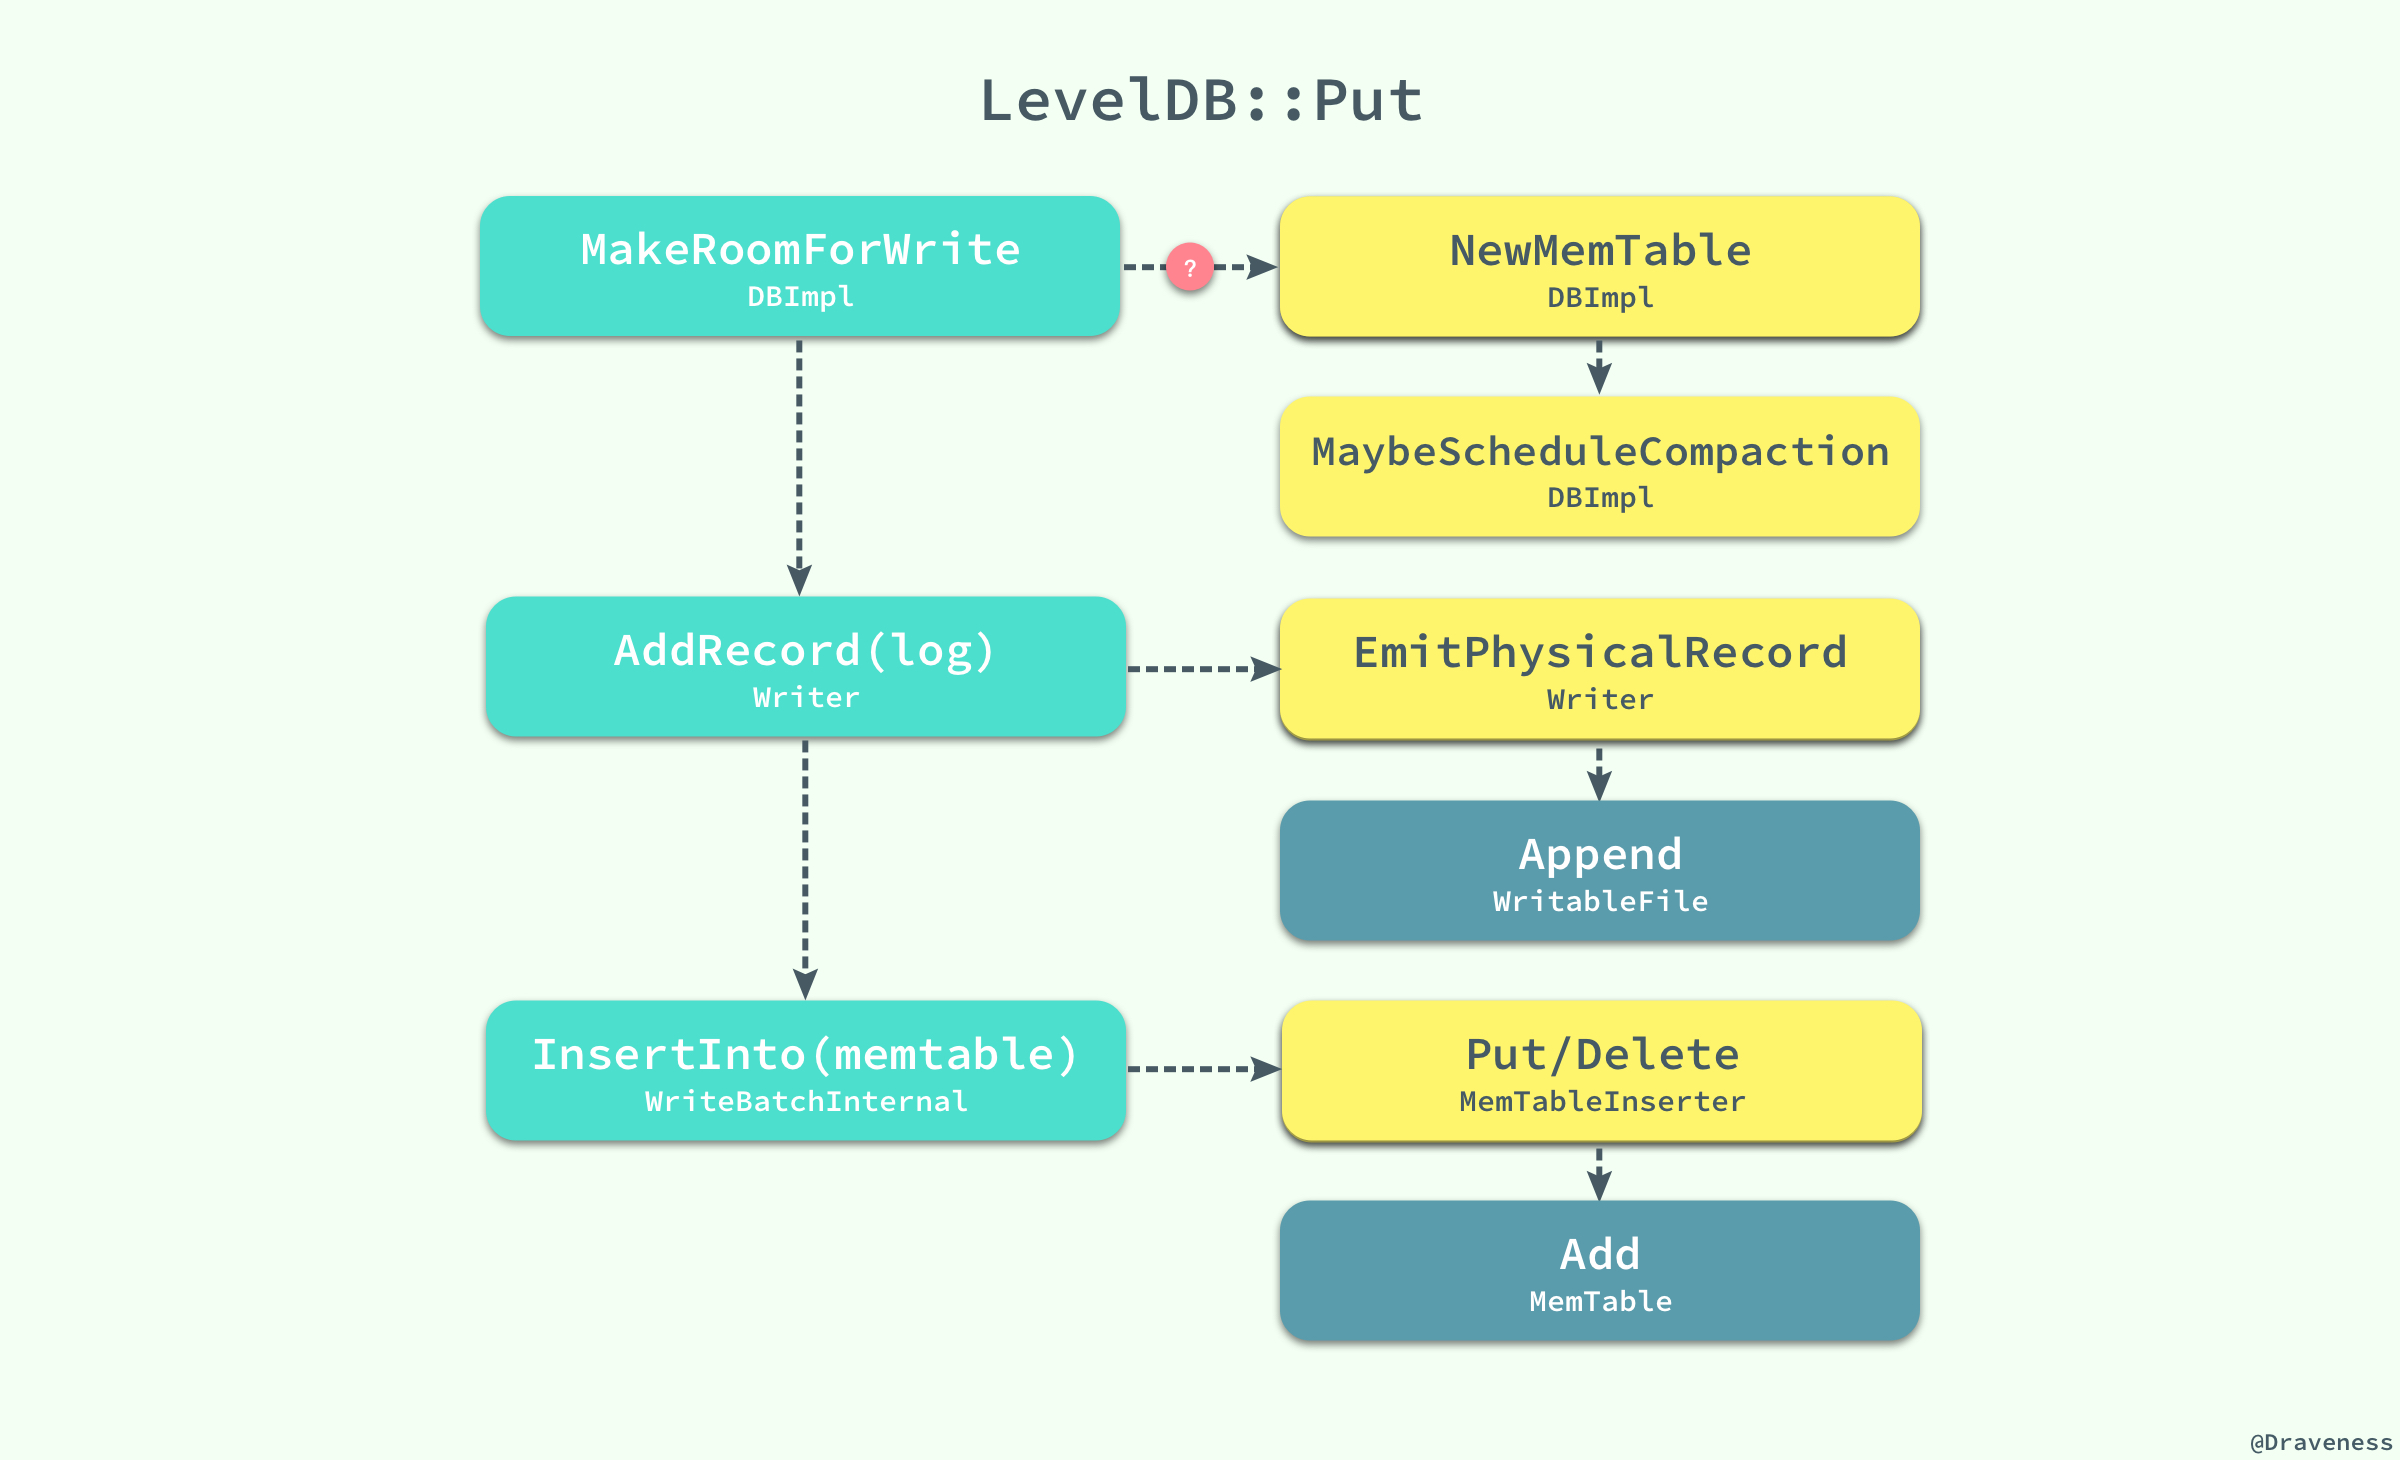 LevelDB::Put
MakeRoomForWrite
DBImpl
?
NewMemTable
DBImpl
MaybeScheduleCompaction
DBImpl
AddRecord(log)
Writer
EmitPhysicalRecord
Writer
Append
WritableFile
InsertInto(memtable)
WriteBatchInternal
Put/Delete
MemTableInserter
Add
MemTable
@Draveness